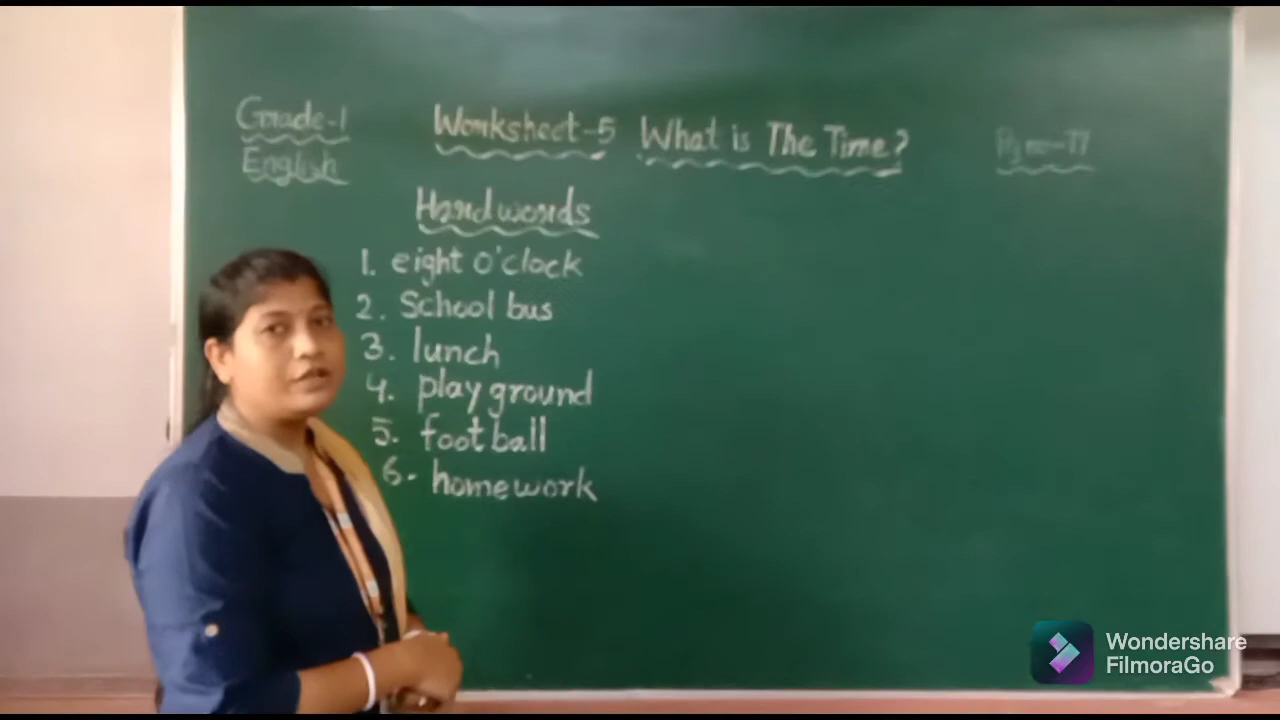 Grade-1
English
Worksheet-5 What is The Time?
Hard words
1. eight o'clock
2. School bus
3. lunch
4. play ground
5. foot ball
6. homework
Wondershare
FilmoraGo